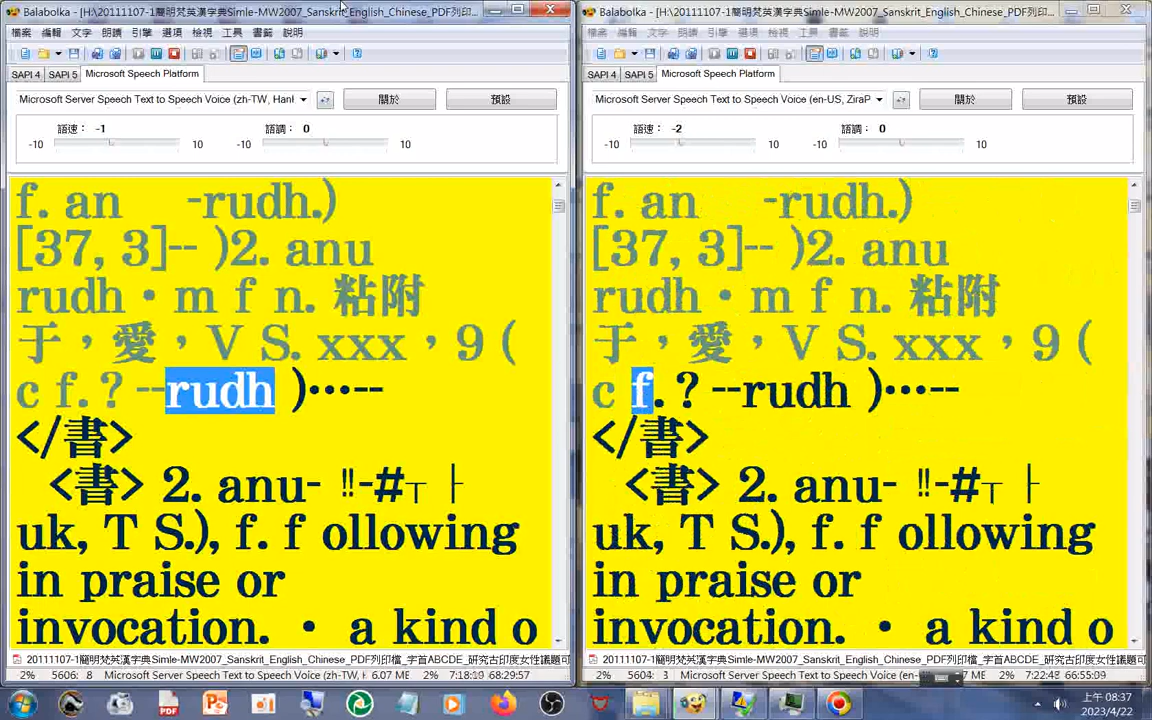 Balabolka - [H:\20111107-1簡明梵英漢字典Simle-MW2007_Sanskrit_English_Chinese_PDF列印...
檔案 編輯 文字 朗讀 引擎 選項 檢視 工具 書籤 說明
SAPI 4 SAPI 5 Microsoft Speech Platform
Microsoft Server Speech Text to Speech Voice (zh-TW, Hanl
關於
預設
語速： -1
語調： 0
-10 10 -10 10
f. an -rudh.)
[37, 3]-- )2. anu
rudh‧m f n. 粘附
于，愛，V S. xxx，9 (
c f.? --rudh )…--
</書>
<書> 2. anu- ‼-#┬├
uk, T S.), f. f ollowing
in praise or
invocation. ‧ a kind o
20111107-1簡明梵英漢字典Simle-MW2007_Sanskrit_English_Chinese_PDF列印檔_字首ABCDE_研究古印度女性議題可
2% 5606: 8 Microsoft Server Speech Text to Speech Voice (zh-TW, 6.07 ME 2% 7:18:19 68:29:57
Balabolka - [H:\20111107-1簡明梵英漢字典Simle-MW2007_Sanskrit_English_Chinese_PDF列印...
檔案 編輯 文字 朗讀 引擎 選項 檢視 工具 書籤 說明
SAPI 4 SAPI 5 Microsoft Speech Platform
Microsoft Server Speech Text to Speech Voice (en-US, ZiraP
關於
預設
語速： -2
語調： 0
-10 10 -10 10
f. an -rudh.)
[37, 3]-- )2. anu
rudh‧m f n. 粘附
于，愛，V S. xxx，9 (
c f.? --rudh )…--
</書>
<書> 2. anu- ‼-#┬├
uk, T S.), f. f ollowing
in praise or
invocation. ‧ a kind o
20111107-1簡明梵英漢字典Simle-MW2007_Sanskrit_English_Chinese_PDF列印檔_字首ABCDE_研究古印度女性議題可
2% 5604: 3 Microsoft Server Speech Text to Speech Voice (en-US ME 2% 7:22:48 66:55:09
PDF
上午 08:37
2023/4/22